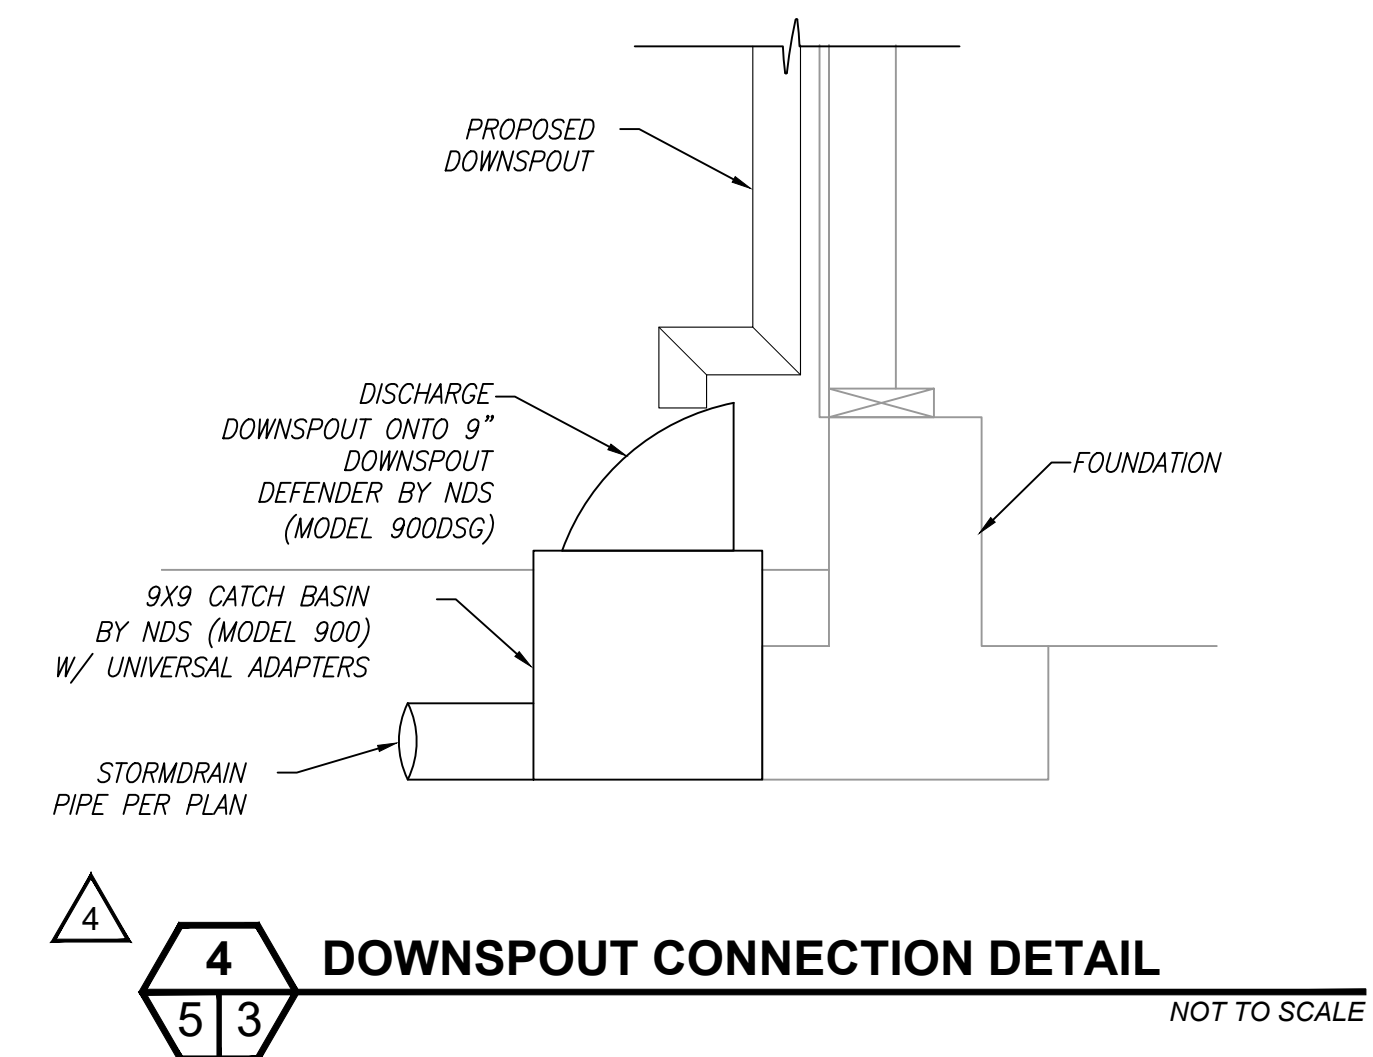 PROPOSED
DOWNSPOUT
DISCHARGE
DOWNSPOUT ONTO 9"
DOWNSPOUT
DEFENDER BY NDS
(MODEL 900DSG)
FOUNDATION
9X9 CATCH BASIN
BY NDS (MODEL 900)
W/ UNIVERSAL ADAPTERS
STORMDRAIN
PIPE PER PLAN
4
4
5 3
DOWNSPOUT CONNECTION DETAIL
NOT TO SCALE